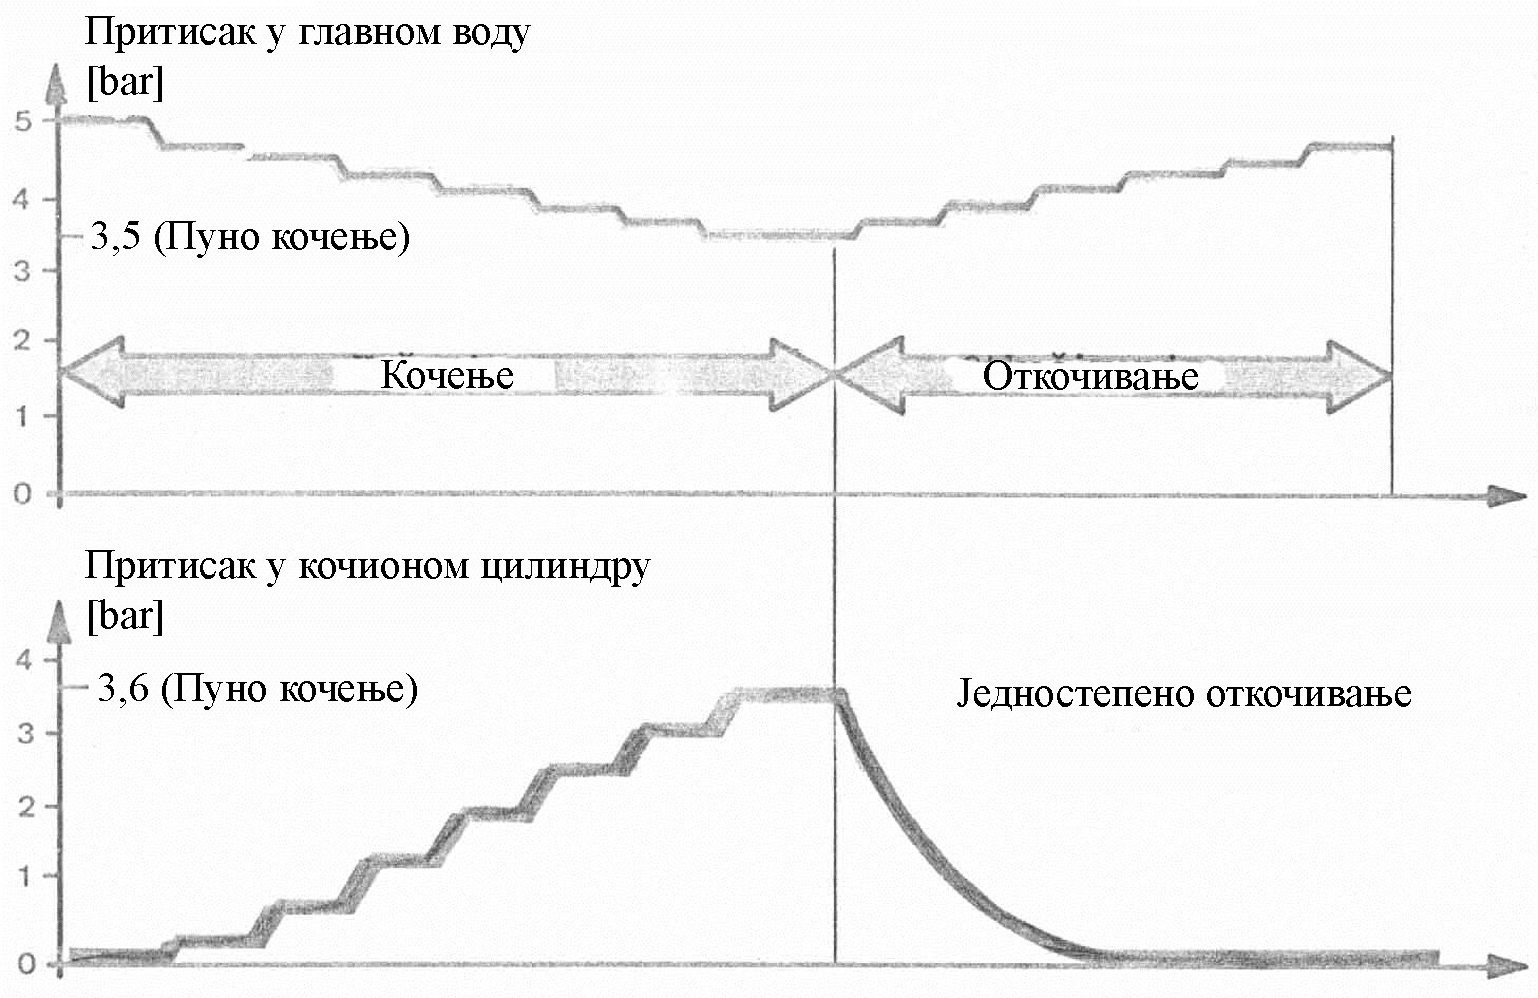 Притисак у главном воду
[bar]
5
4
3,5 (Пуно кочење)
3
2
Кочење
Откочивање
1
0
Притисак у кочионом цилиндру
[bar]
4
3,6 (Пуно кочење)
Једностепено откочивање
3
2
1
0